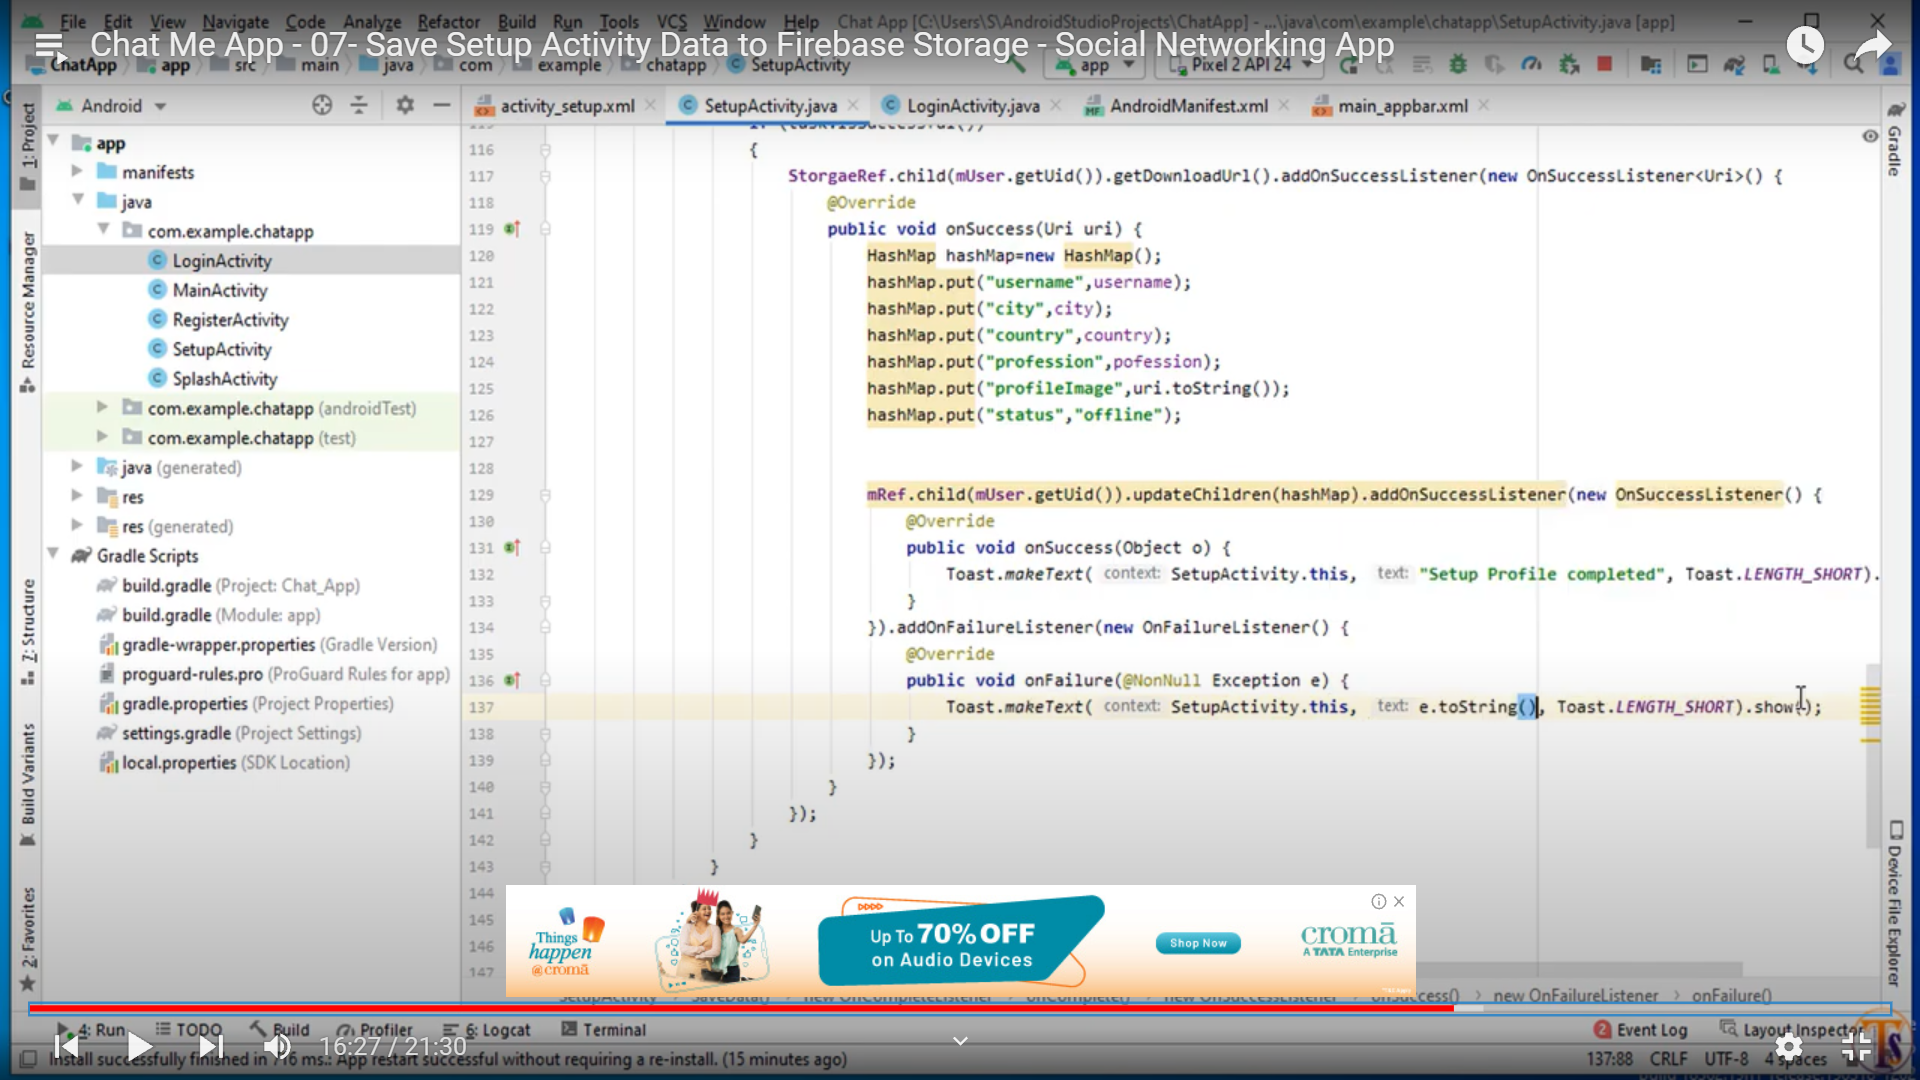 File Edit View Navigate Code Analyze Refactor Build Run Tools VCS Window Help Chat App [C:\Users\S\AndroidStudioProjects\ChatApp] - ...\java\com\example\chatapp\SetupActivity.java [app]
Chat Me App - 07- Save Setup Activity Data to Firebase Storage - Social Networking App
ChatApp app src main java com example chatapp SetupActivity app Pixel 2 API 24
Android
activity_setup.xml SetupActivity.java LoginActivity.java AndroidManifest.xml main_appbar.xml
1: Project
Resource Manager
7: Structure
Build Variants
2: Favorites
Gradle
Device File Explorer
app
manifests
java
com.example.chatapp
LoginActivity
MainActivity
RegisterActivity
SetupActivity
SplashActivity
com.example.chatapp (androidTest)
com.example.chatapp (test)
java (generated)
res
res (generated)
Gradle Scripts
build.gradle (Project: Chat_App)
build.gradle (Module: app)
gradle-wrapper.properties (Gradle Version)
proguard-rules.pro (ProGuard Rules for app)
gradle.properties (Project Properties)
settings.gradle (Project Settings)
local.properties (SDK Location)
116 {
117 StorgaeRef.child(mUser.getUid()).getDownloadUrl().addOnSuccessListener(new OnSuccessListener<Uri>() {
118 @Override
119 public void onSuccess(Uri uri) {
120 HashMap hashMap=new HashMap();
121 hashMap.put("username",username);
122 hashMap.put("city",city);
123 hashMap.put("country",country);
124 hashMap.put("profession",pofession);
125 hashMap.put("profileImage",uri.toString());
126 hashMap.put("status","offline");
127
128
129 mRef.child(mUser.getUid()).updateChildren(hashMap).addOnSuccessListener(new OnSuccessListener() {
130 @Override
131 public void onSuccess(Object o) {
132 Toast.makeText( context: SetupActivity.this, text: "Setup Profile completed", Toast.LENGTH_SHORT).
133 }
134 }).addOnFailureListener(new OnFailureListener() {
135 @Override
136 public void onFailure(@NonNull Exception e) {
137 Toast.makeText( context: SetupActivity.this, text: e.toString(), Toast.LENGTH_SHORT).show();
138 }
139 });
140 }
141 });
142 }
143 }
144
145
146
147
Things happen @cromā
Up To 70% OFF
on Audio Devices
Shop Now
cromā
A TATA Enterprise
new OnFailureListener onFailure()
4: Run TODO Build Profiler 6: Logcat Terminal 2 Event Log Layout Inspector
16:27 / 21:30
Install successfully finished in 716 ms.: App restart successful without requiring a re-install. (15 minutes ago) 137:88 CRLF UTF-8 4 spaces